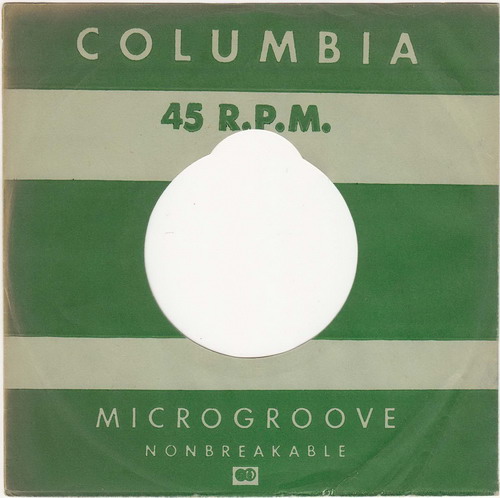 COLUMBIA
45 R.P.M.
MICROGROOVE
NONBREAKABLE